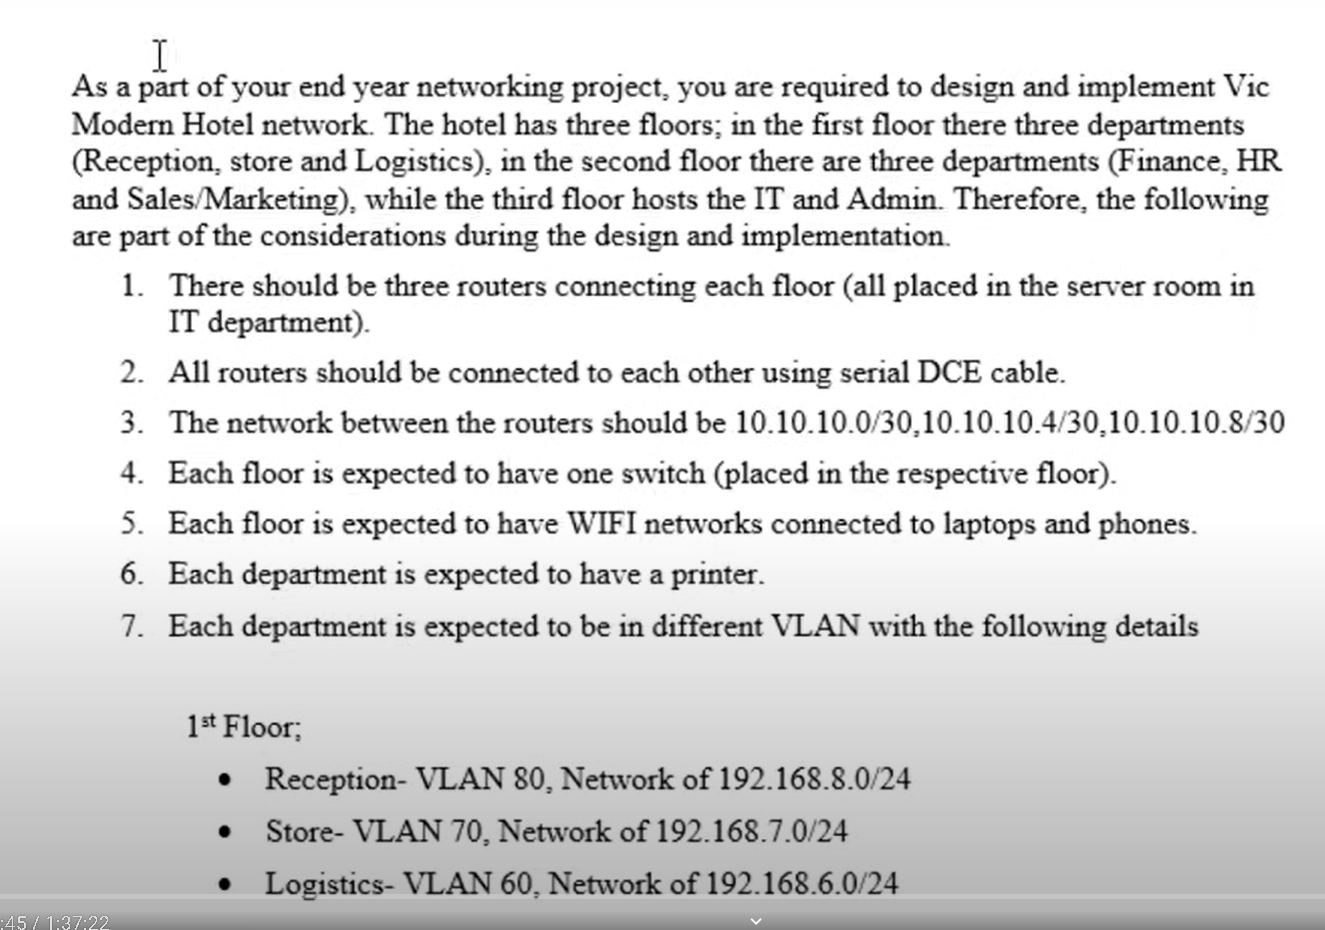 As a part of your end year networking project, you are required to design and implement Vic
Modern Hotel network. The hotel has three floors; in the first floor there three departments
(Reception, store and Logistics), in the second floor there are three departments (Finance, HR
and Sales/Marketing), while the third floor hosts the IT and Admin. Therefore, the following
are part of the considerations during the design and implementation.
1. There should be three routers connecting each floor (all placed in the server room in
IT department).
2. All routers should be connected to each other using serial DCE cable.
3. The network between the routers should be 10.10.10.0/30,10.10.10.4/30,10.10.10.8/30
4. Each floor is expected to have one switch (placed in the respective floor).
5. Each floor is expected to have WIFI networks connected to laptops and phones.
6. Each department is expected to have a printer.
7. Each department is expected to be in different VLAN with the following details
1st Floor;
• Reception- VLAN 80, Network of 192.168.8.0/24
• Store- VLAN 70, Network of 192.168.7.0/24
• Logistics- VLAN 60, Network of 192.168.6.0/24
:45 / 1:37:22